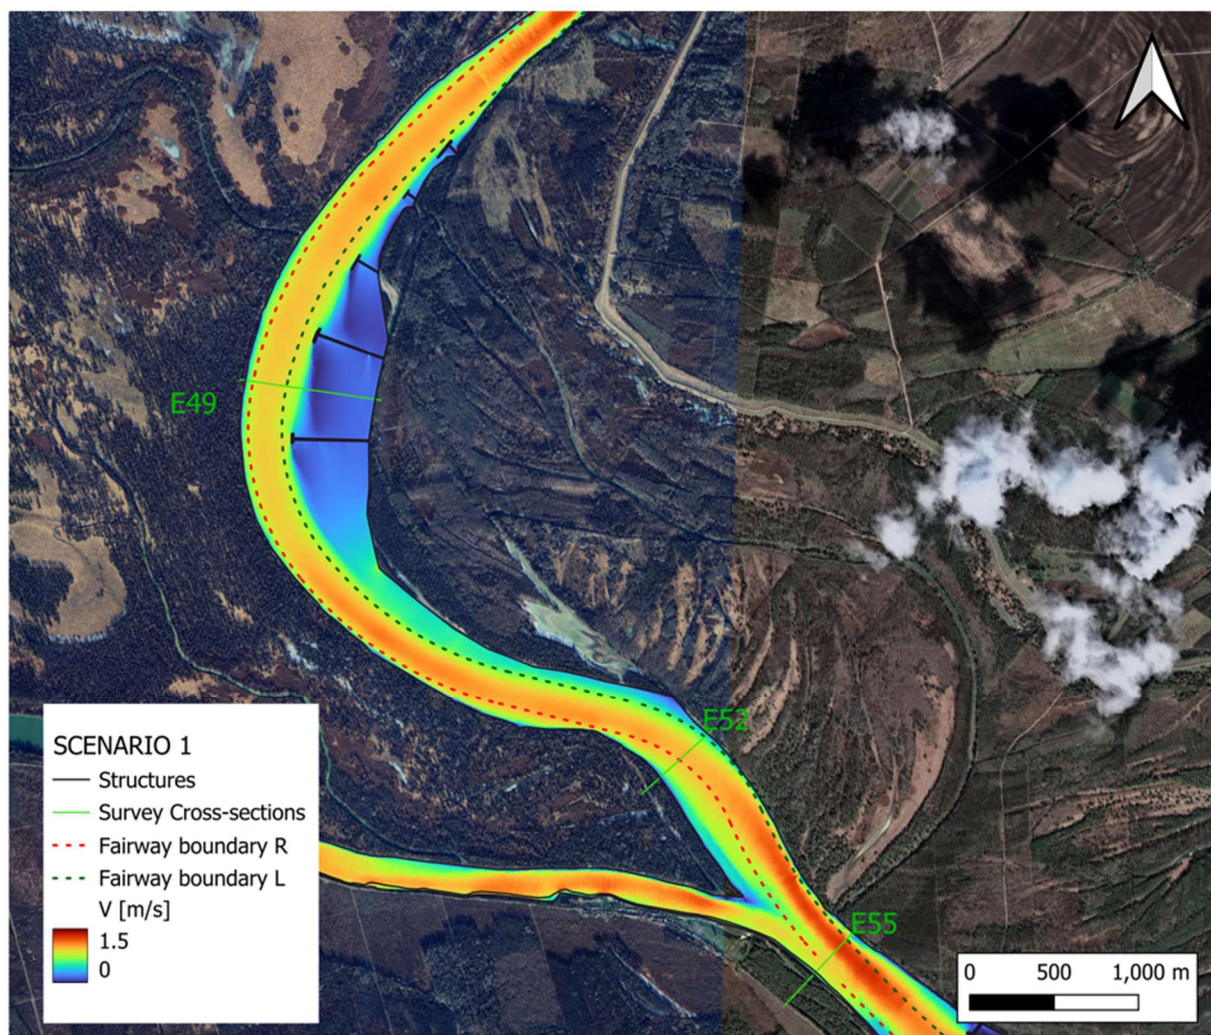 E49
E52
E55
SCENARIO 1
Structures
Survey Cross-sections
Fairway boundary R
Fairway boundary L
V [m/s]
1.5
0
0 500 1,000 m